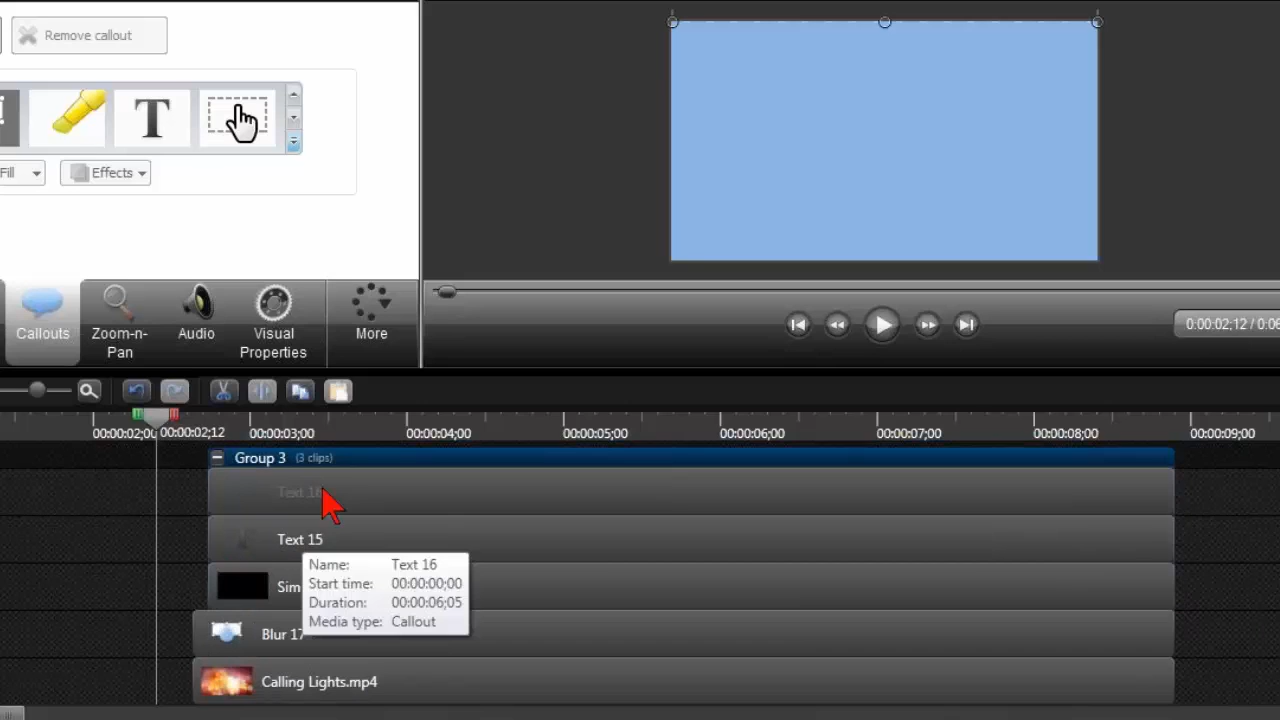 Remove callout
T
Fill
Effects
Callouts
Zoom-n-
Pan
Audio
Visual
Properties
More
0:00:02;12 / 0:06
00:00:02;00
00:00:02;12
00:00:03;00
00:00:04;00
00:00:05;00
00:00:06;00
00:00:07;00
00:00:08;00
00:00:09;00
Group 3 (3 clips)
Text 16
Text 15
Name: Text 16
Start time: 00:00:00;00
Duration: 00:00:06;05
Media type: Callout
Sim
Blur 17
Calling Lights.mp4